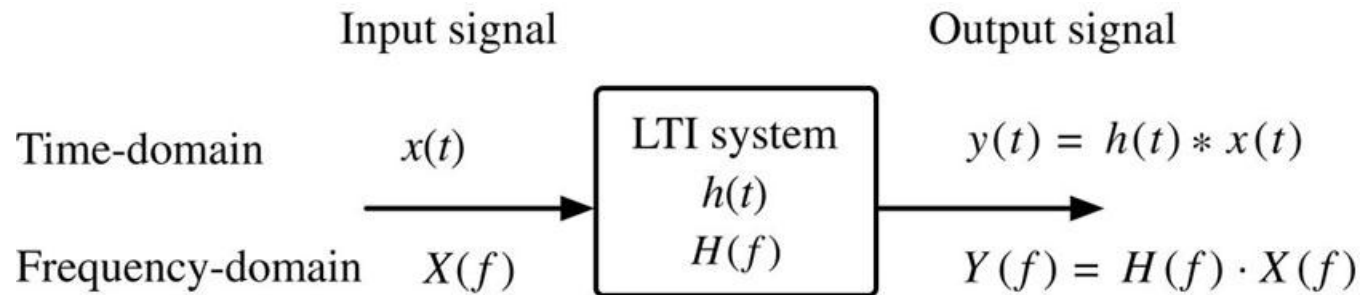 Input signal Output signal
Time-domain x(t) LTI system y(t) = h(t) * x(t)
h(t)
Frequency-domain X(f) H(f) Y(f) = H(f) · X(f)